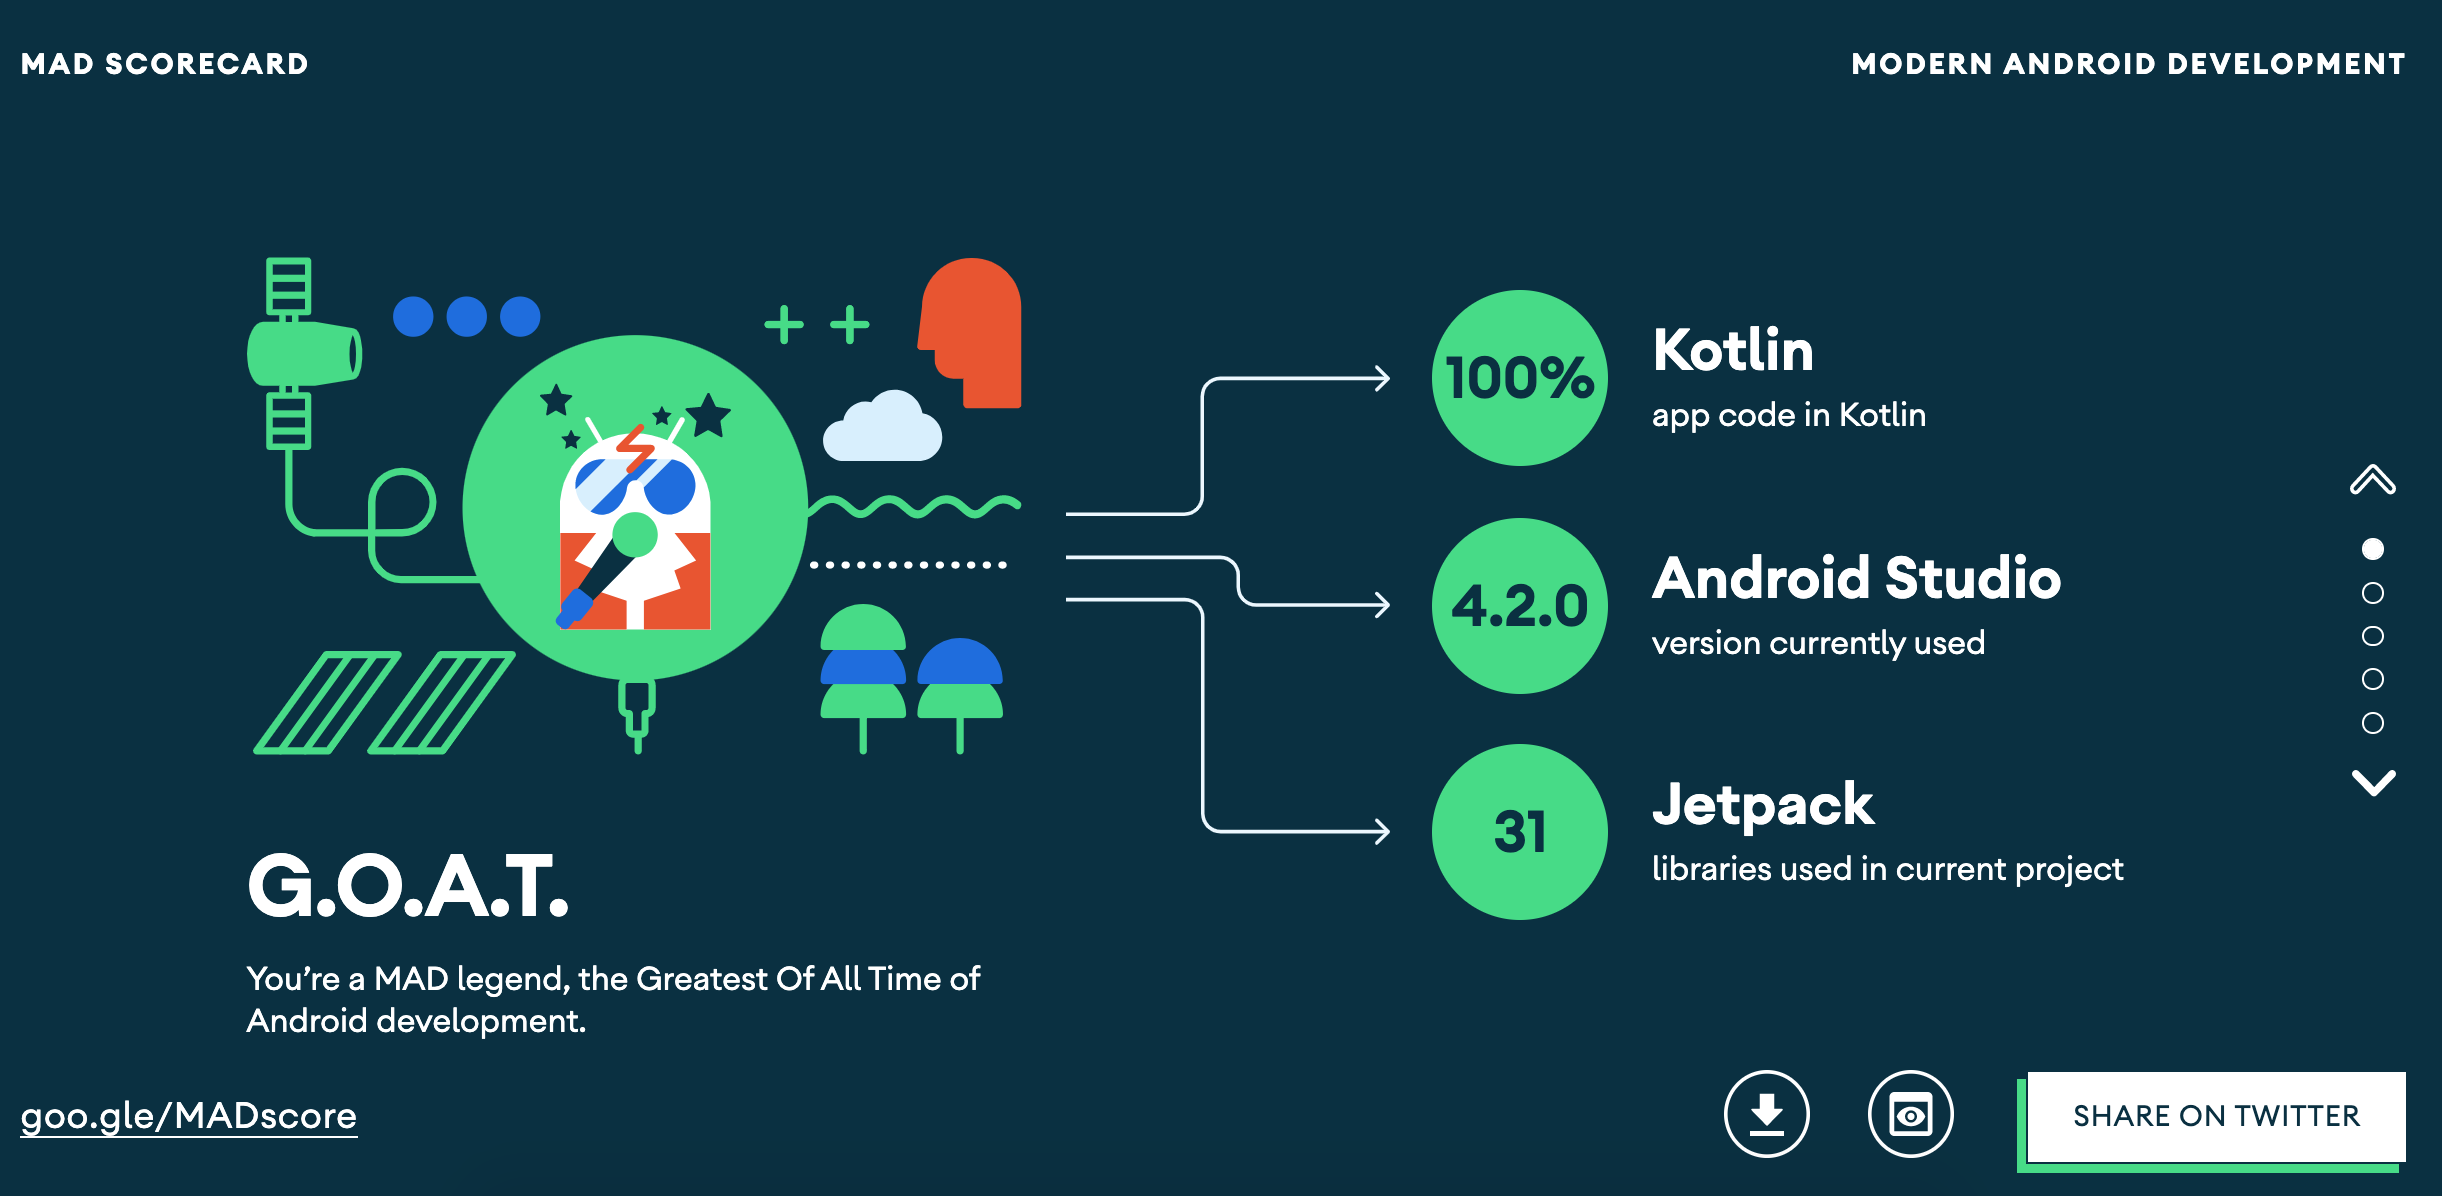 MAD SCORECARD
MODERN ANDROID DEVELOPMENT
100%
Kotlin
app code in Kotlin
4.2.0
Android Studio
version currently used
31
Jetpack
libraries used in current project
G.O.A.T.
You’re a MAD legend, the Greatest Of All Time of
Android development.
goo.gle/MADscore
SHARE ON TWITTER